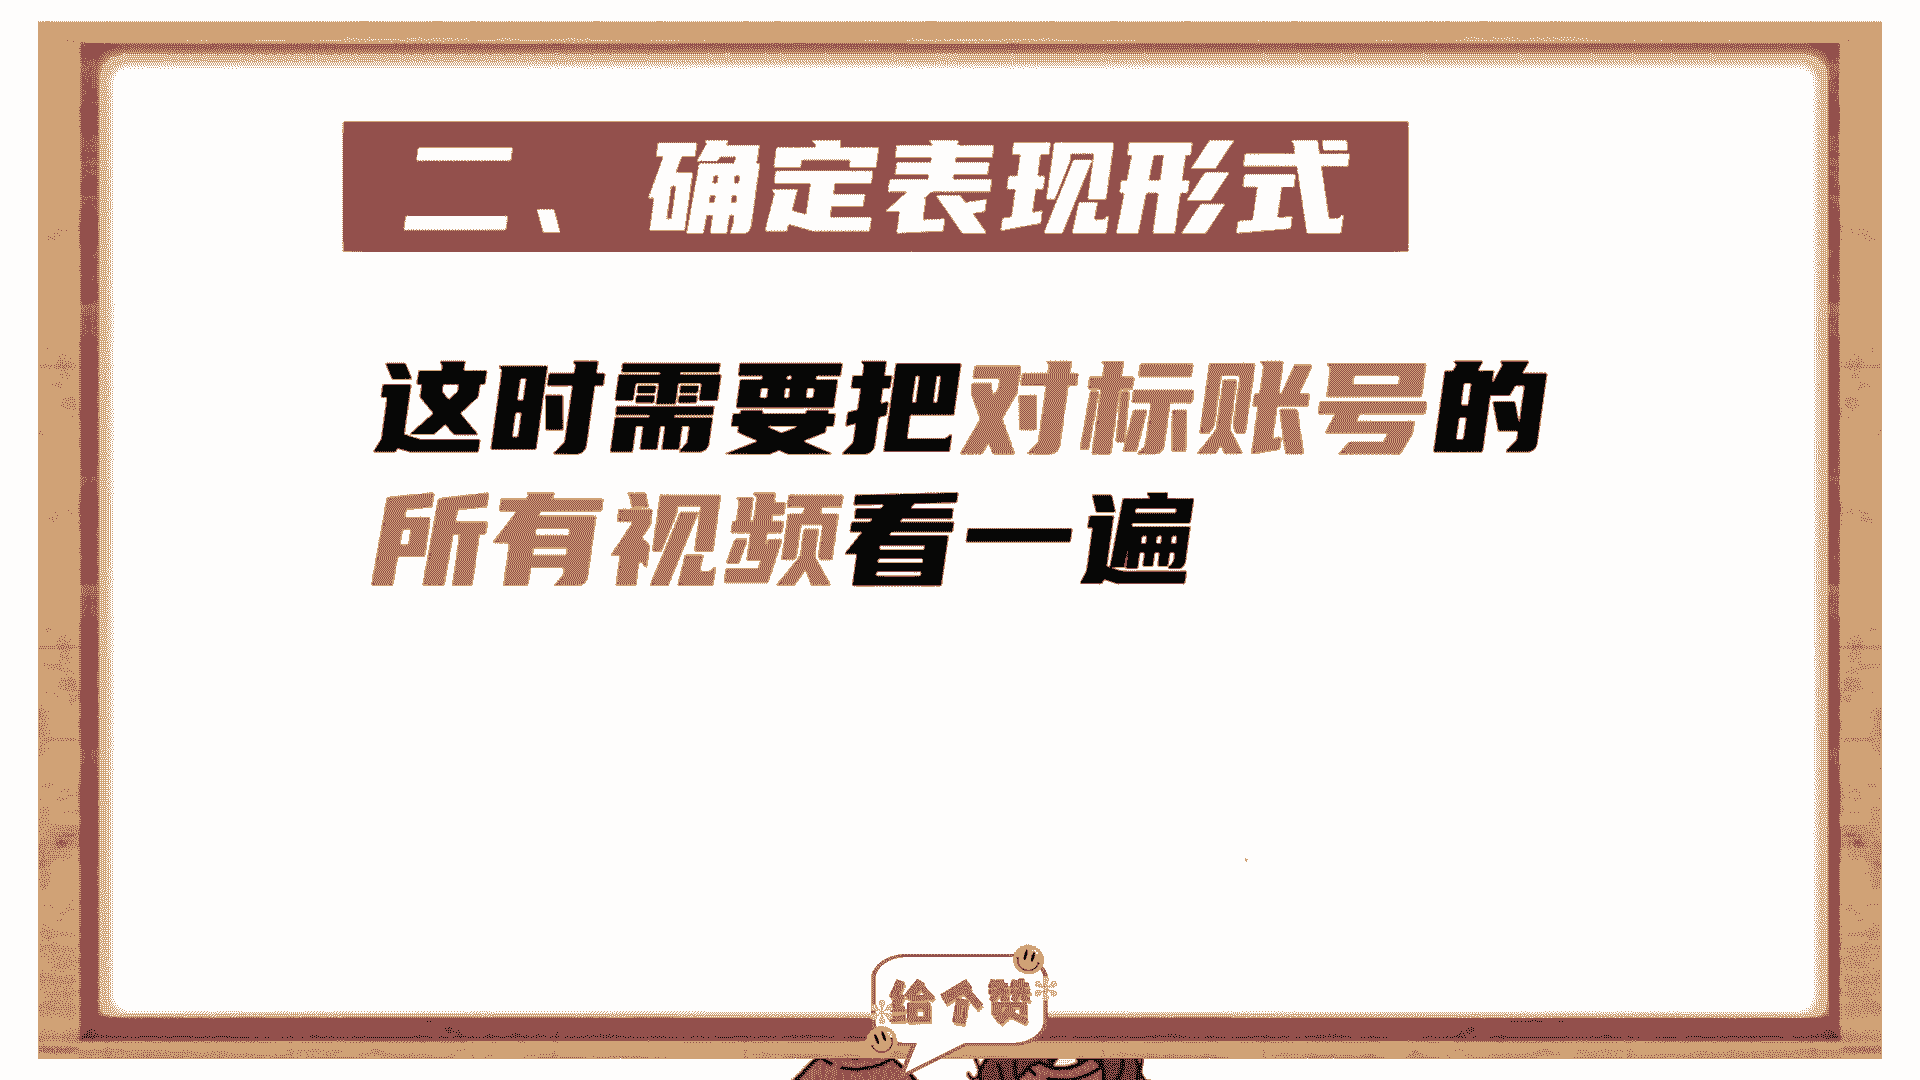 二、确定表现形式
这时需要把对标账号的
所有视频看一遍
给个赞